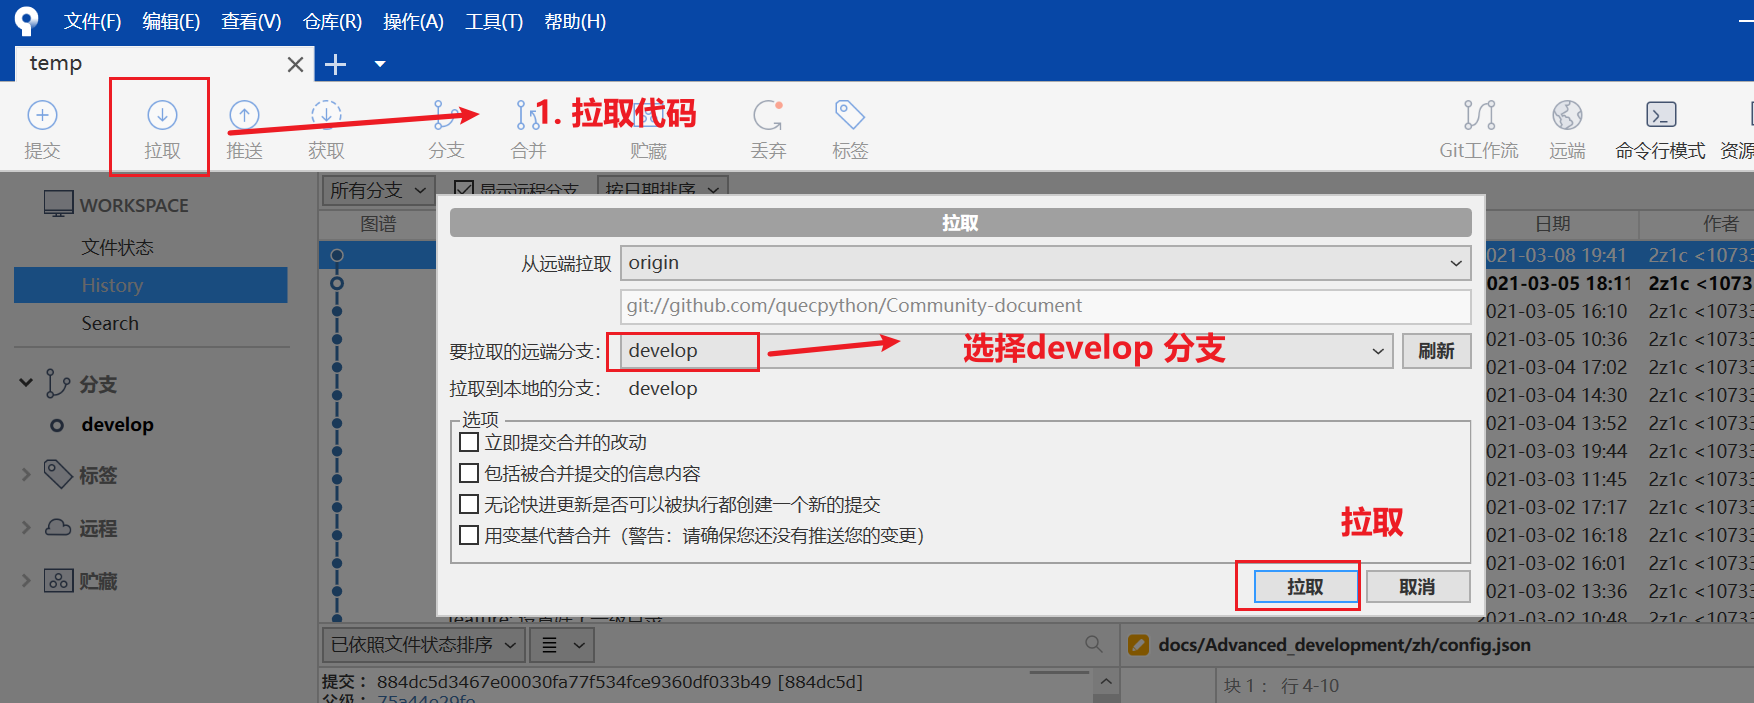 文件(F) 编辑(E) 查看(V) 仓库(R) 操作(A) 工具(T) 帮助(H)
temp
1. 拉取代码
提交 拉取 推送 获取 分支 合并 贮藏 丢弃 标签 Git工作流 远端 命令行模式 资源
所有分支 显示远程分支 按日期排序
WORKSPACE
图谱 日期 作者
文件状态
History
Search
分支
develop
标签
远程
贮藏
拉取
从远端拉取 origin
git://github.com/quecpython/Community-document
要拉取的远端分支: develop 选择develop 分支 刷新
拉取到本地的分支: develop
选项
立即提交合并的改动
包括被合并提交的信息内容
无论快进更新是否可以被执行都创建一个新的提交
用变基代替合并（警告：请确保您还没有推送您的变更）
拉取
拉取 取消
021-03-08 19:41 2z1c <10733
021-03-05 18:11 2z1c <1073
021-03-05 16:10 2z1c <10733
021-03-05 10:36 2z1c <10733
021-03-04 17:02 2z1c <10733
021-03-04 14:30 2z1c <10733
021-03-04 13:52 2z1c <10733
021-03-03 19:44 2z1c <10733
021-03-03 11:45 2z1c <10733
021-03-02 17:17 2z1c <10733
021-03-02 16:18 2z1c <10733
021-03-02 16:01 2z1c <10733
021-03-02 13:36 2z1c <10733
021-03-02 10:48 2z1c <10733
已依照文件状态排序
docs/Advanced_development/zh/config.json
提交： 884dc5d3467e00030fa77f534fce9360df033b49 [884dc5d]
父级： 75a44e29fe
块 1： 行 4-10